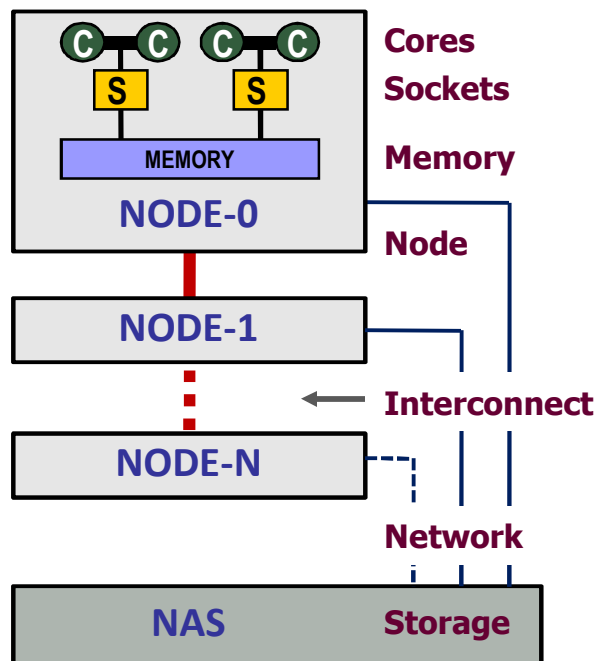 C C C C Cores
S S Sockets
MEMORY Memory
NODE-0
Node
NODE-1
Interconnect
NODE-N
Network
NAS Storage